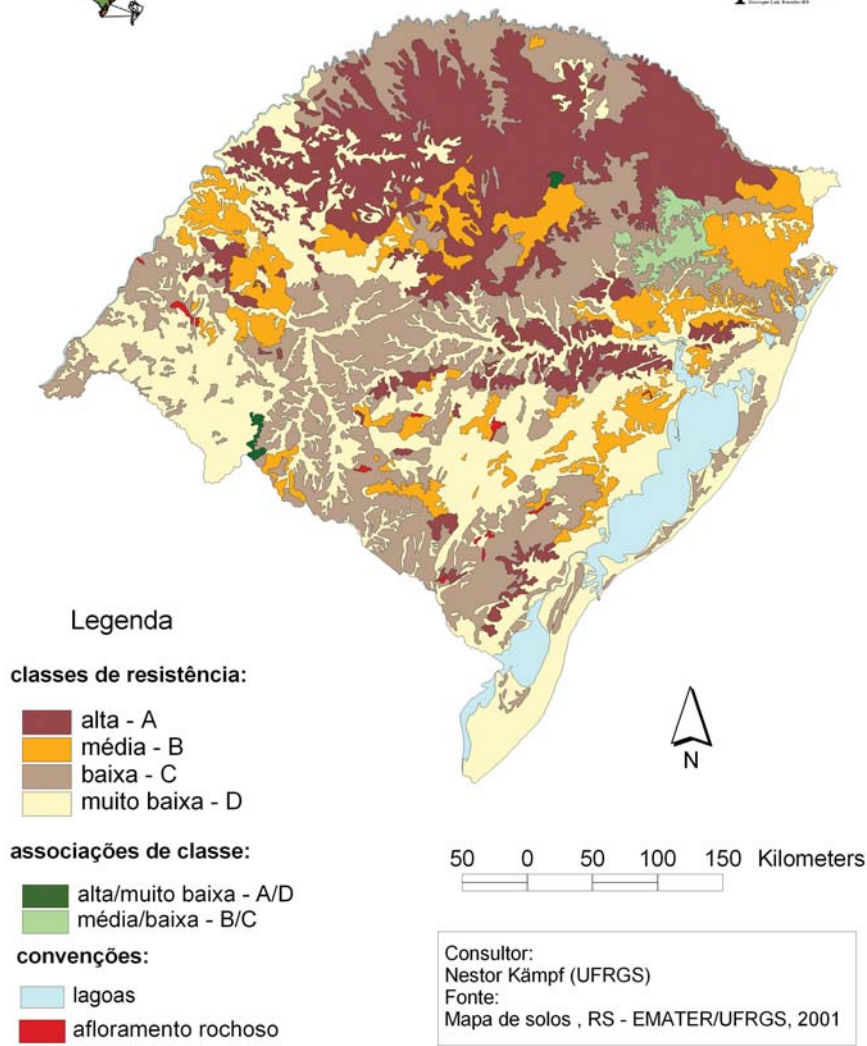 Legenda
classes de resistência:
alta - A
média - B
baixa - C
muito baixa - D
associações de classe:
alta/muito baixa - A/D
média/baixa - B/C
convenções:
lagoas
afloramento rochoso
N
50 0 50 100 150 Kilometers
Consultor:
Nestor Kämpf (UFRGS)
Fonte:
Mapa de solos , RS - EMATER/UFRGS, 2001